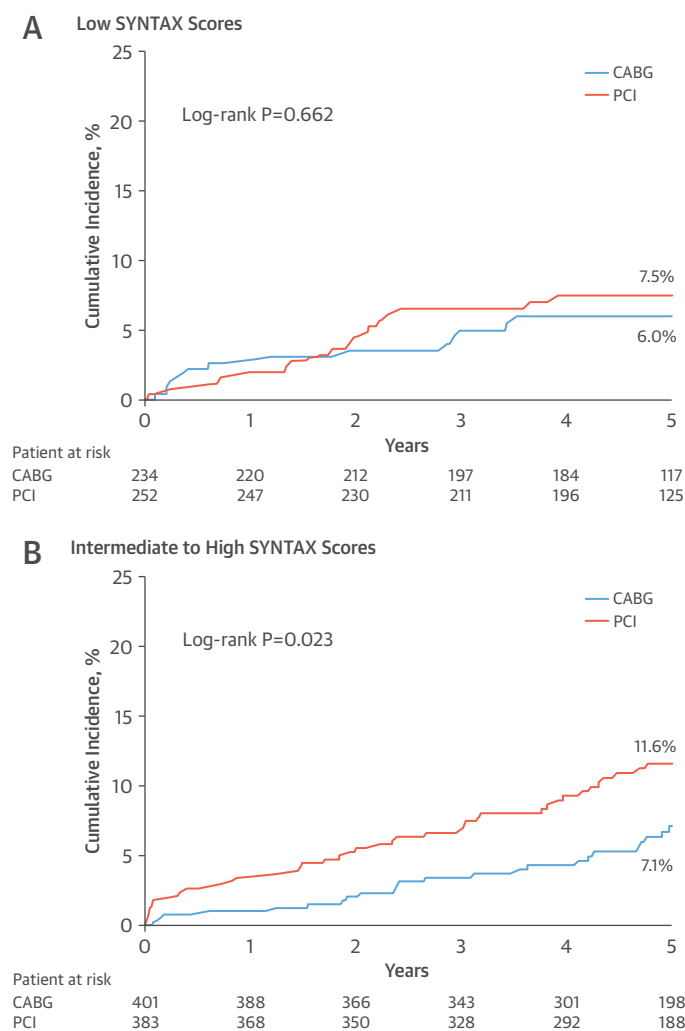 A Low SYNTAX Scores
25
20
15
10
5
0
Cumulative Incidence, %
CABG
PCI
Log-rank P=0.662
7.5%
6.0%
0 1 2 3 4 5
Years
Patient at risk
CABG 234 220 212 197 184 117
PCI 252 247 230 211 196 125
B Intermediate to High SYNTAX Scores
25
20
15
10
5
0
Cumulative Incidence, %
CABG
PCI
Log-rank P=0.023
11.6%
7.1%
0 1 2 3 4 5
Years
Patient at risk
CABG 401 388 366 343 301 198
PCI 383 368 350 328 292 188